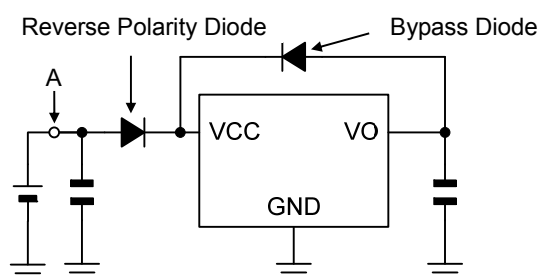 Reverse Polarity Diode
Bypass Diode
A
VCC
VO
GND